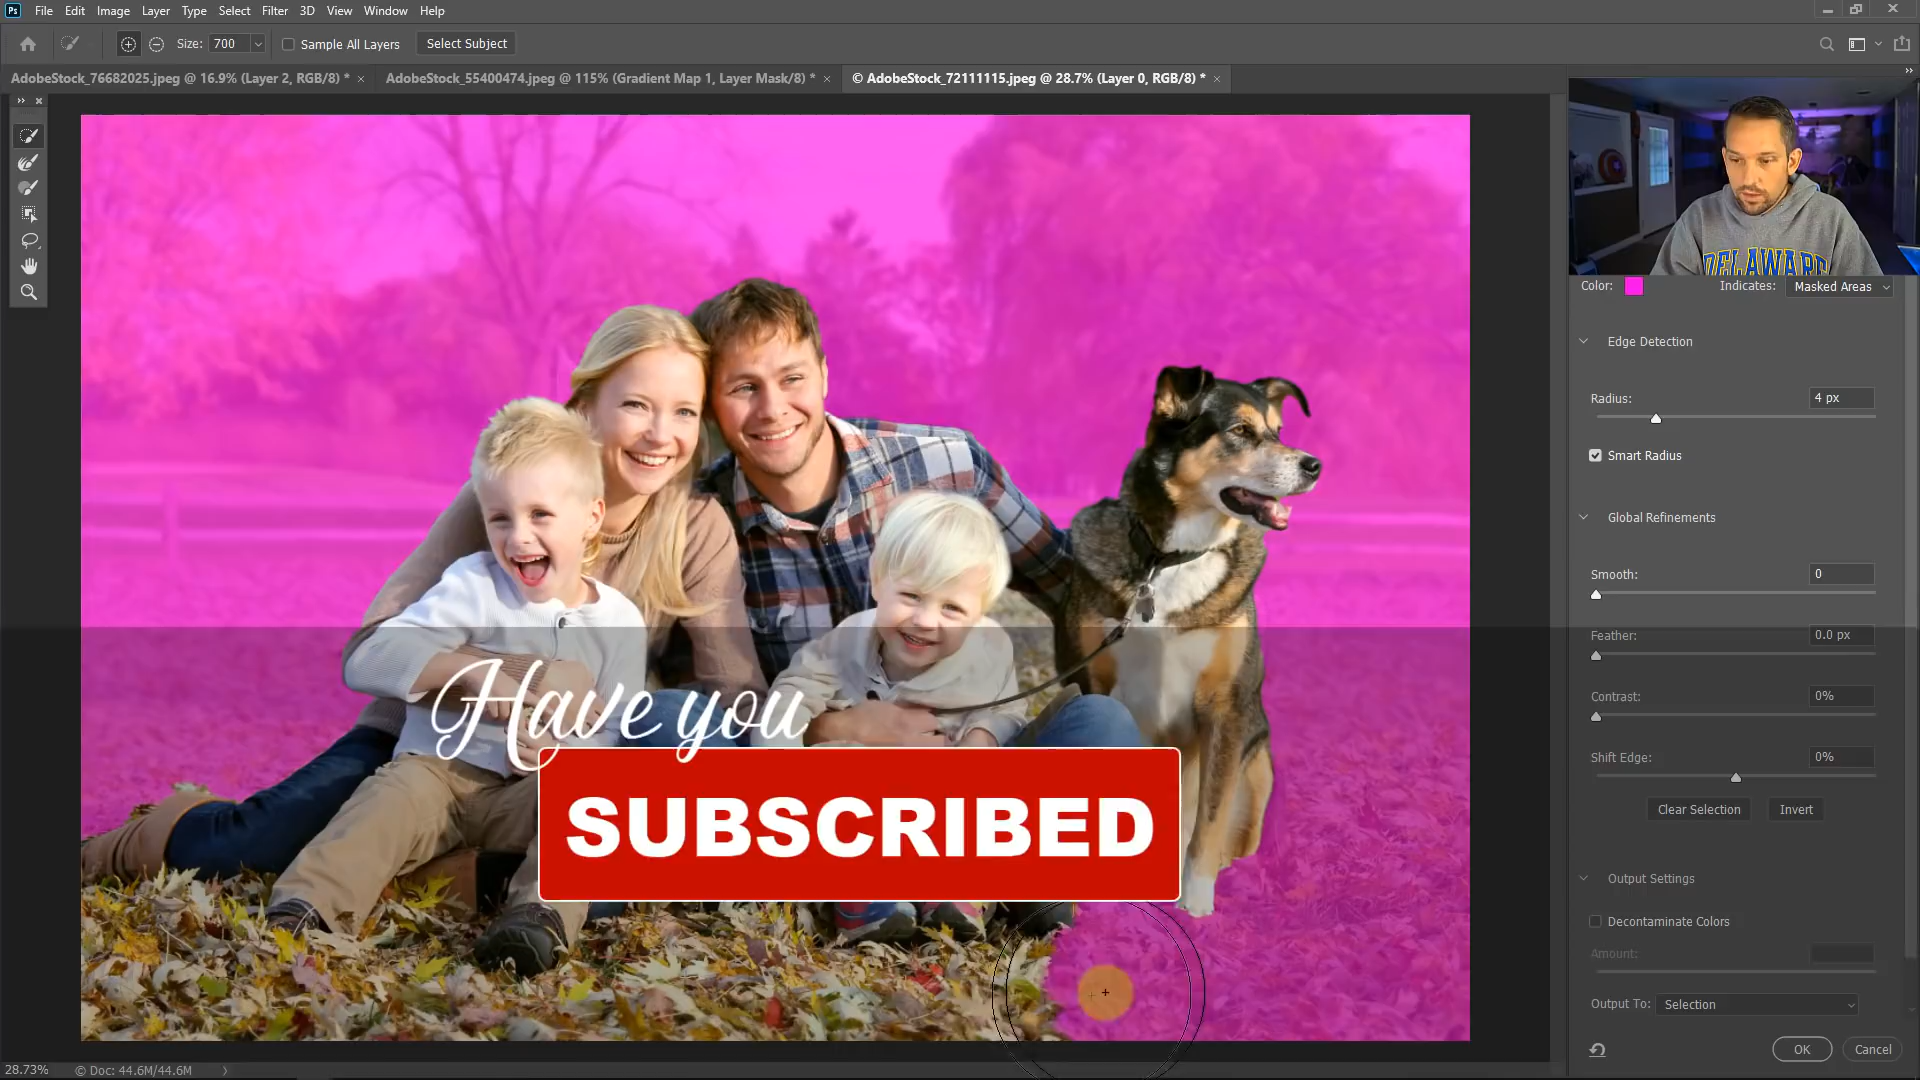 Ps File Edit Image Layer Type Select Filter 3D View Window Help
Size: 700 Sample All Layers Select Subject
AdobeStock_76682025.jpeg @ 16.9% (Layer 2, RGB/8) * × AdobeStock_55400474.jpeg @ 115% (Gradient Map 1, Layer Mask/8) * × © AdobeStock_72111115.jpeg @ 28.7% (Layer 0, RGB/8) * ×
DELAWARE
Color: Indicates: Masked Areas
Edge Detection
Radius: 4 px
Smart Radius
Global Refinements
Smooth: 0
Feather: 0.0 px
Contrast: 0%
Shift Edge: 0%
Clear Selection Invert
Have you
SUBSCRIBED
Output Settings
Decontaminate Colors
Amount:
Output To: Selection
OK Cancel
28.73% © Doc: 44.6M/44.6M